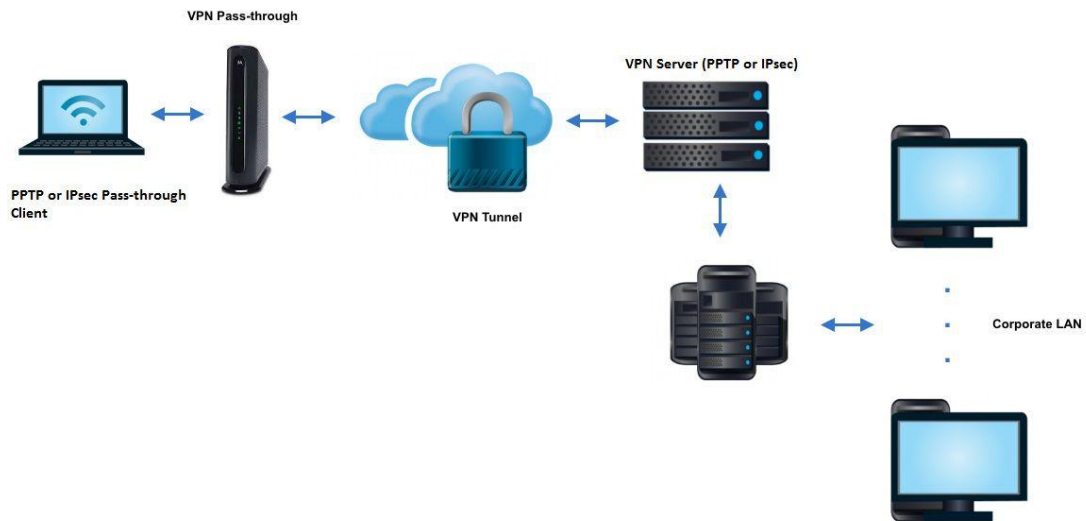 VPN Pass-through
VPN Server (PPTP or IPsec)
PPTP or IPsec Pass-through
Client
VPN Tunnel
Corporate LAN